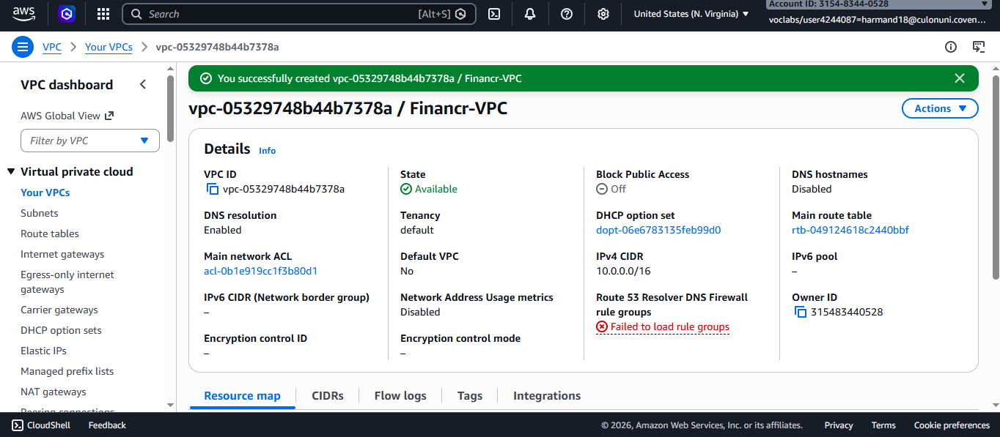 aws
Search [Alt+S]
United States (N. Virginia)
Account ID: 3154-8344-0528
voclabs/user4244087=harmand18@culonuni.coven...
VPC
Your VPCs
vpc-05329748b44b7378a
VPC dashboard
AWS Global View
Filter by VPC
Virtual private cloud
Your VPCs
Subnets
Route tables
Internet gateways
Egress-only internet
gateways
Carrier gateways
DHCP option sets
Elastic IPs
Managed prefix lists
NAT gateways
Peering connections
You successfully created vpc-05329748b44b7378a / Financr-VPC
vpc-05329748b44b7378a / Financr-VPC
Actions
Details Info
VPC ID
vpc-05329748b44b7378a
State
Available
Block Public Access
Off
DNS hostnames
Disabled
DNS resolution
Enabled
Tenancy
default
DHCP option set
dopt-06e6783135feb99d0
Main route table
rtb-049124618c2440bbf
Main network ACL
acl-0b1e919cc1f3b80d1
Default VPC
No
IPv4 CIDR
10.0.0.0/16
IPv6 pool
–
IPv6 CIDR (Network border group)
–
Network Address Usage metrics
Disabled
Route 53 Resolver DNS Firewall
rule groups
Failed to load rule groups
Owner ID
315483440528
Encryption control ID
–
Encryption control mode
–
Resource map
CIDRs
Flow logs
Tags
Integrations
CloudShell
Feedback
© 2026, Amazon Web Services, Inc. or its affiliates.
Privacy
Terms
Cookie preferences